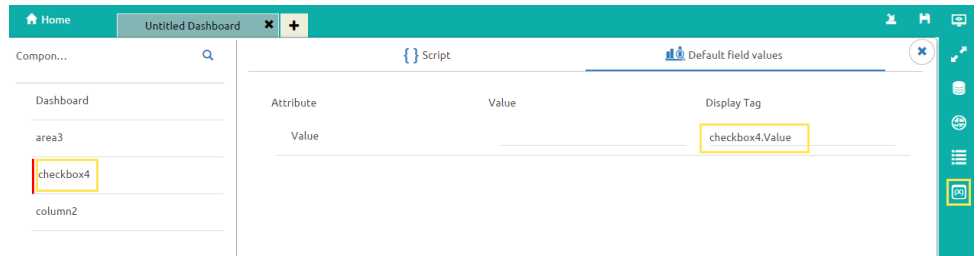 Home
Untitled Dashboard
Compon...
{ } Script
Default field values
Dashboard
area3
checkbox4
column2
Attribute Value Display Tag
Value checkbox4.Value
(x)